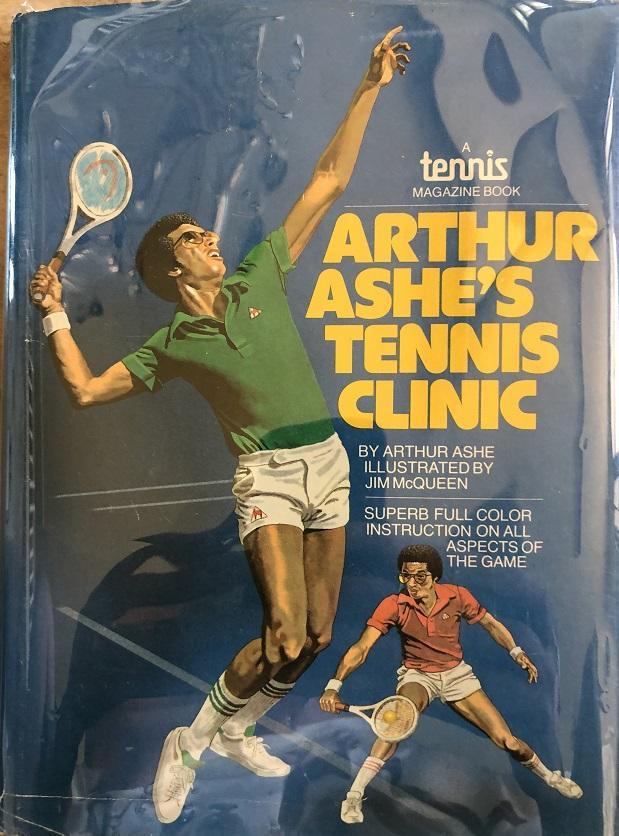 A
tennis
MAGAZINE BOOK
ARTHUR
ASHE'S
TENNIS
CLINIC
BY ARTHUR ASHE
ILLUSTRATED BY
JIM McQUEEN
SUPERB FULL COLOR
INSTRUCTION ON ALL
ASPECTS OF
THE GAME